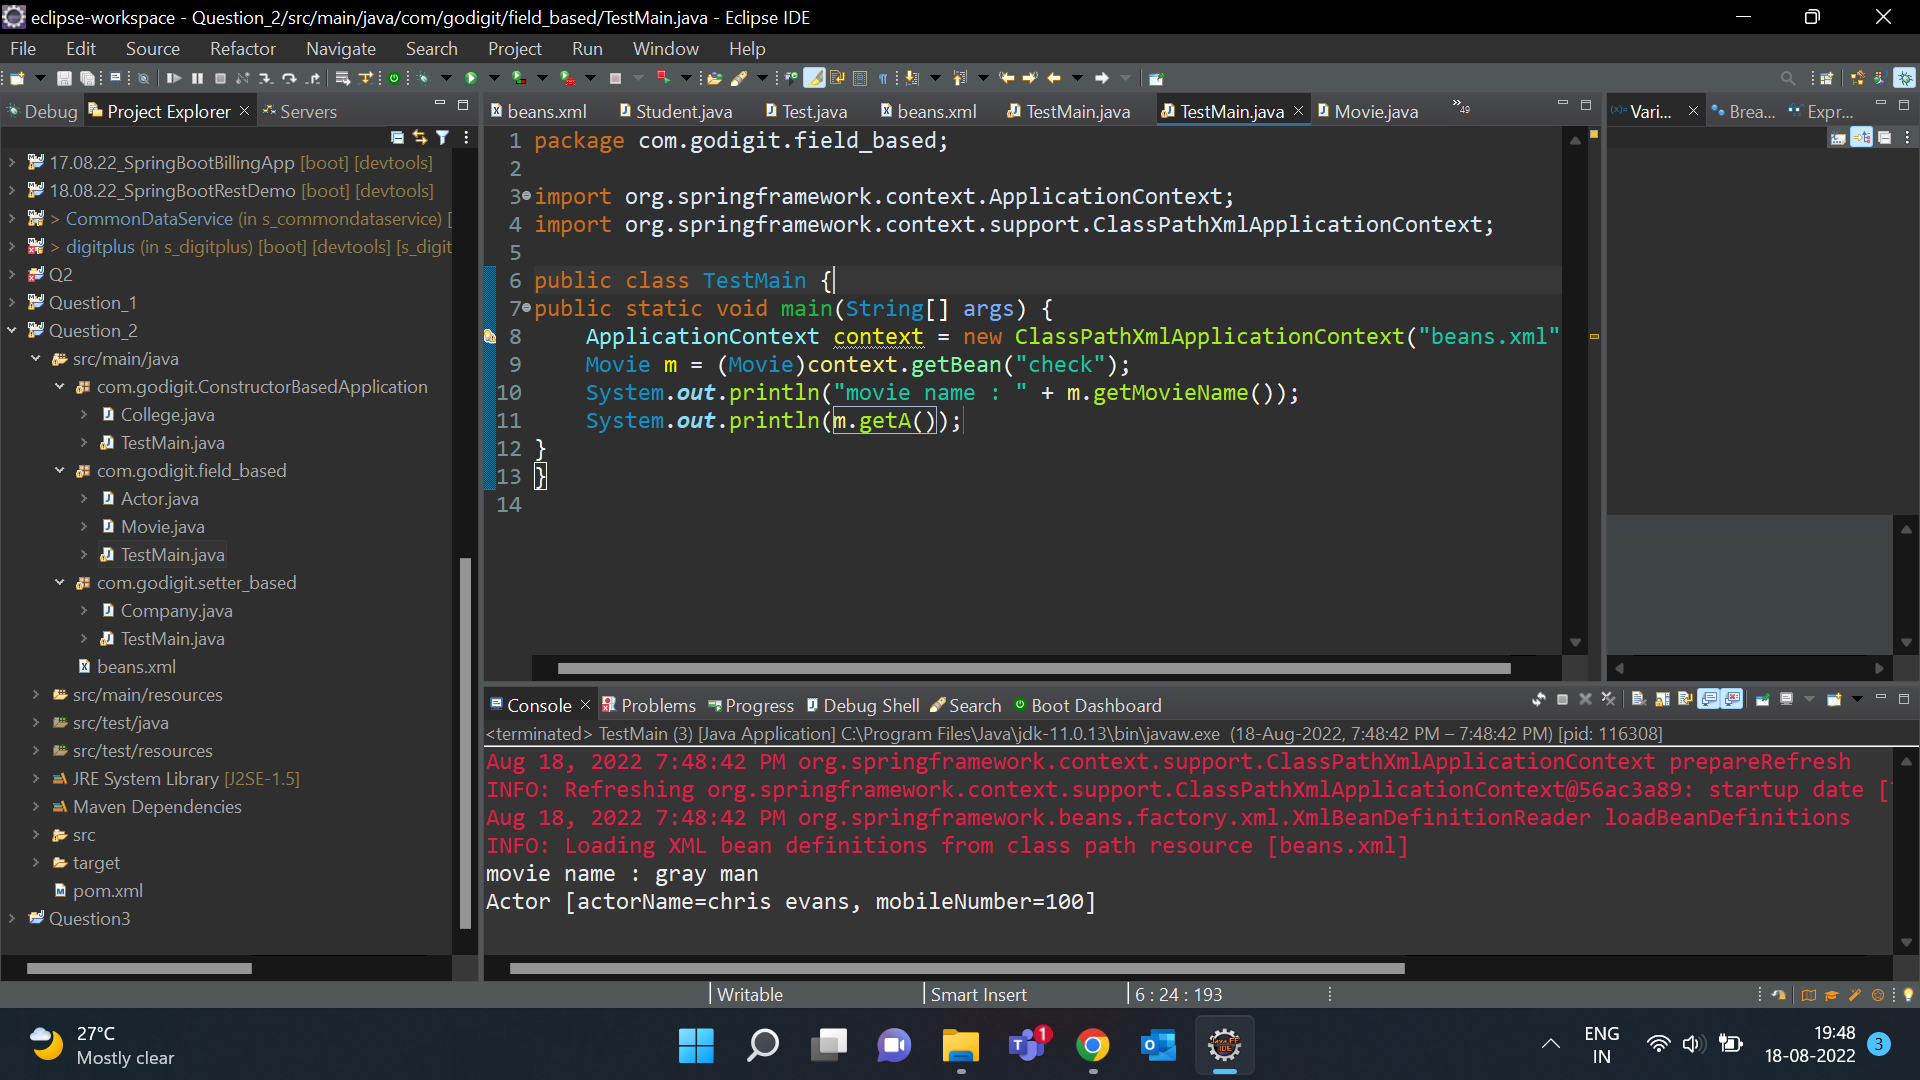 eclipse-workspace - Question_2/src/main/java/com/godigit/field_based/TestMain.java - Eclipse IDE
File Edit Source Refactor Navigate Search Project Run Window Help
Debug Project Explorer Servers
17.08.22_SpringBootBillingApp [boot] [devtools]
18.08.22_SpringBootRestDemo [boot] [devtools]
> CommonDataService (in s_commondataservice) [
> digitplus (in s_digitplus) [boot] [devtools] [s_digit
Q2
Question_1
Question_2
src/main/java
com.godigit.ConstructorBasedApplication
College.java
TestMain.java
com.godigit.field_based
Actor.java
Movie.java
TestMain.java
com.godigit.setter_based
Company.java
TestMain.java
beans.xml
src/main/resources
src/test/java
src/test/resources
JRE System Library [J2SE-1.5]
Maven Dependencies
src
target
pom.xml
Question3
beans.xml Student.java Test.java beans.xml TestMain.java TestMain.java Movie.java »49
1 package com.godigit.field_based;
2
3 import org.springframework.context.ApplicationContext;
4 import org.springframework.context.support.ClassPathXmlApplicationContext;
5
6 public class TestMain {
7 public static void main(String[] args) {
8 ApplicationContext context = new ClassPathXmlApplicationContext("beans.xml"
9 Movie m = (Movie)context.getBean("check");
10 System.out.println("movie name : " + m.getMovieName());
11 System.out.println(m.getA());
12 }
13 }
14
(x)= Vari... Brea... Expr...
Console Problems Progress Debug Shell Search Boot Dashboard
<terminated> TestMain (3) [Java Application] C:\Program Files\Java\jdk-11.0.13\bin\javaw.exe (18-Aug-2022, 7:48:42 PM – 7:48:42 PM) [pid: 116308]
Aug 18, 2022 7:48:42 PM org.springframework.context.support.ClassPathXmlApplicationContext prepareRefresh
INFO: Refreshing org.springframework.context.support.ClassPathXmlApplicationContext@56ac3a89: startup date [
Aug 18, 2022 7:48:42 PM org.springframework.beans.factory.xml.XmlBeanDefinitionReader loadBeanDefinitions
INFO: Loading XML bean definitions from class path resource [beans.xml]
movie name : gray man
Actor [actorName=chris evans, mobileNumber=100]
Writable Smart Insert 6 : 24 : 193
27°C
Mostly clear
1
ENG
IN
19:48
18-08-2022
3